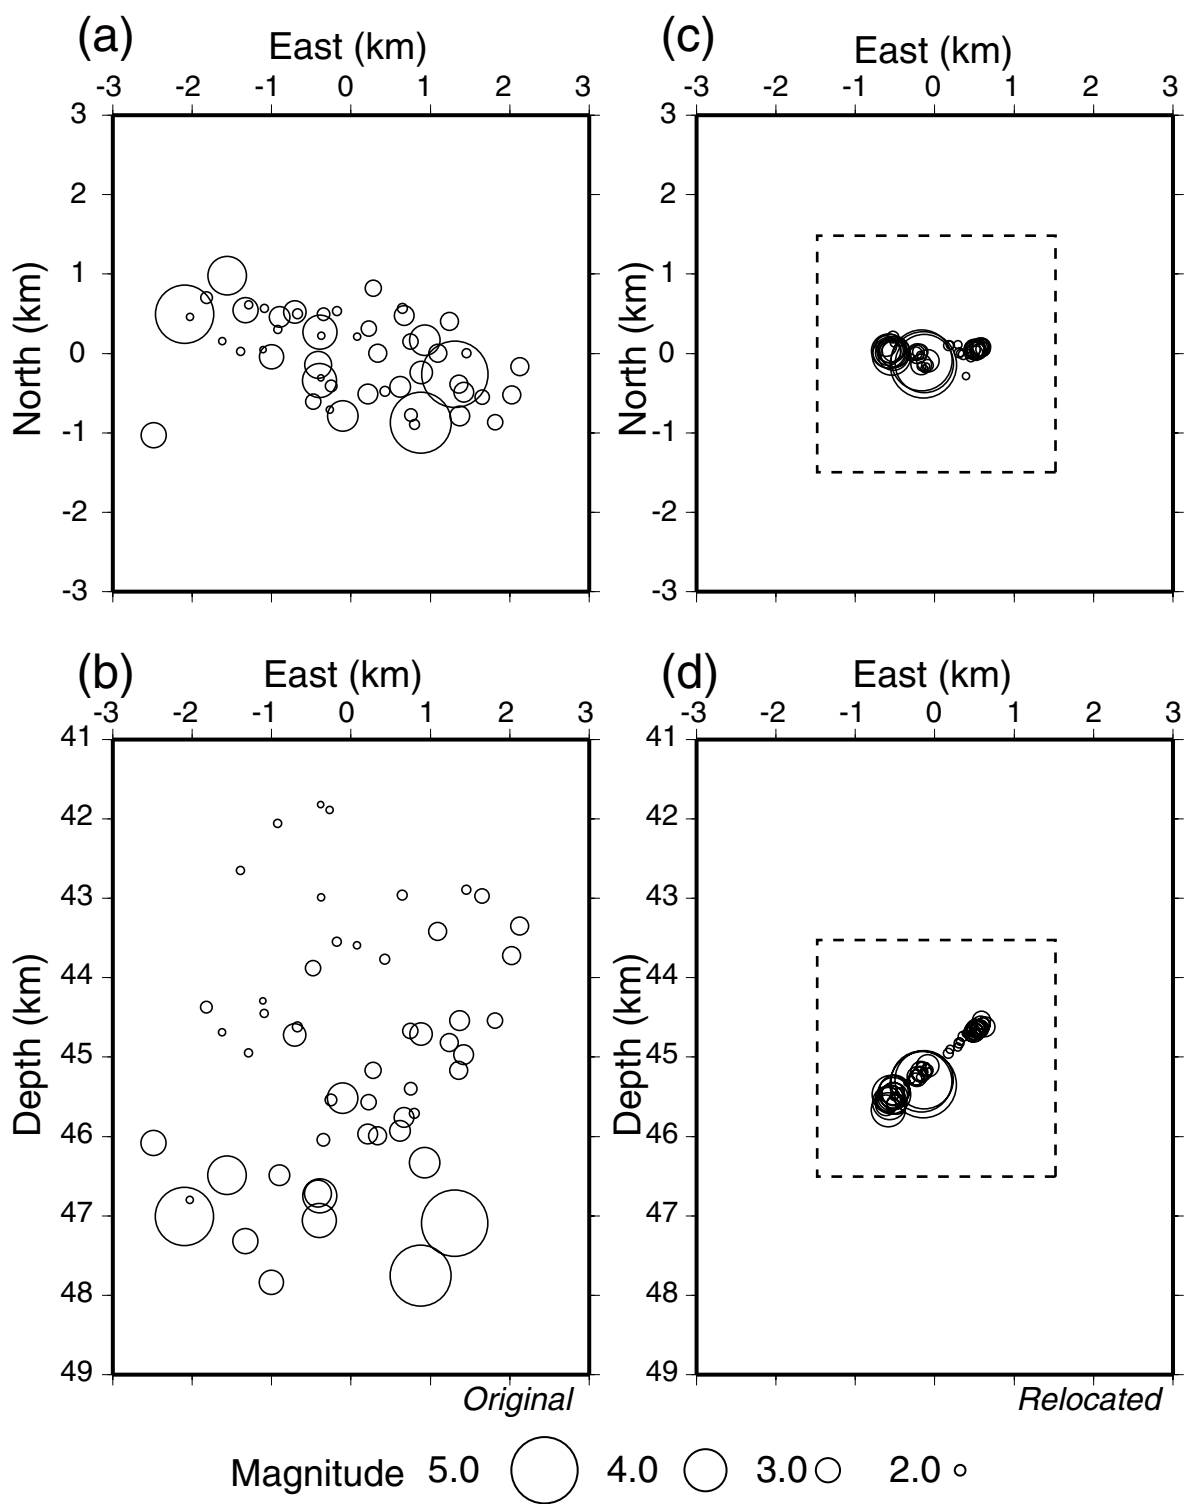 (a)
East (km)
-3 -2 -1 0 1 2 3
North (km)
3
2
1
0
-1
-2
-3
(c)
East (km)
-3 -2 -1 0 1 2 3
North (km)
3
2
1
0
-1
-2
-3
(b)
East (km)
-3 -2 -1 0 1 2 3
Depth (km)
41
42
43
44
45
46
47
48
49
Original
(d)
East (km)
-3 -2 -1 0 1 2 3
Depth (km)
41
42
43
44
45
46
47
48
49
Relocated
Magnitude 5.0 4.0 3.0 2.0